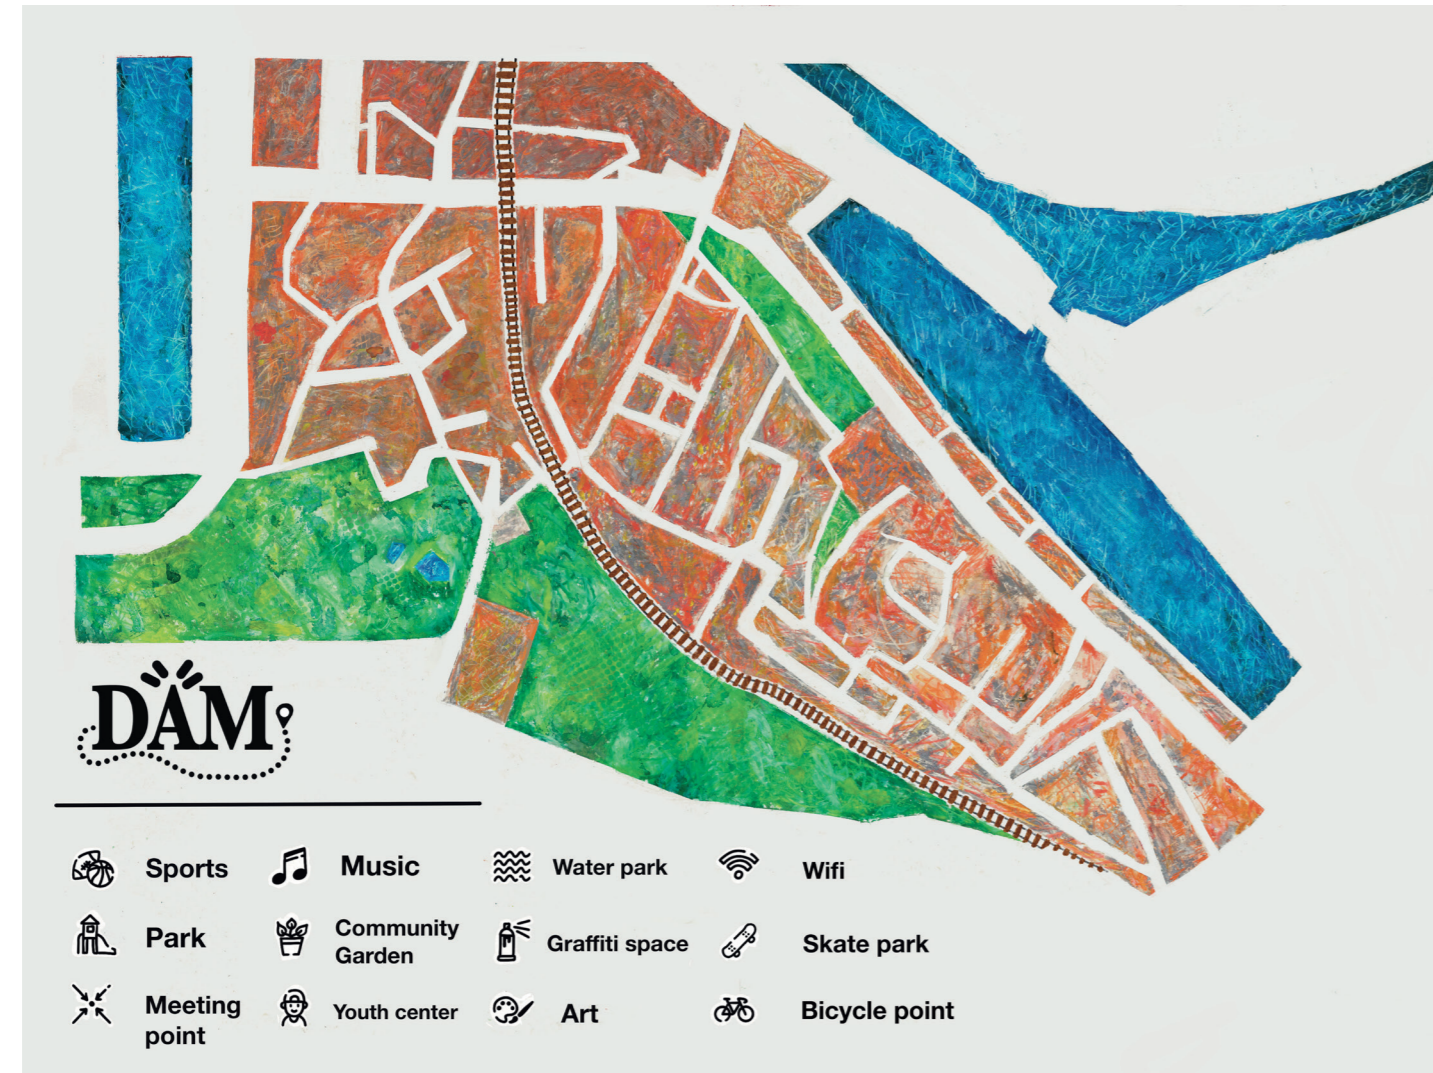 DAM
Sports
Music
Water park
Wifi
Park
Community
Garden
Graffiti space
Skate park
Meeting
point
Youth center
Art
Bicycle point